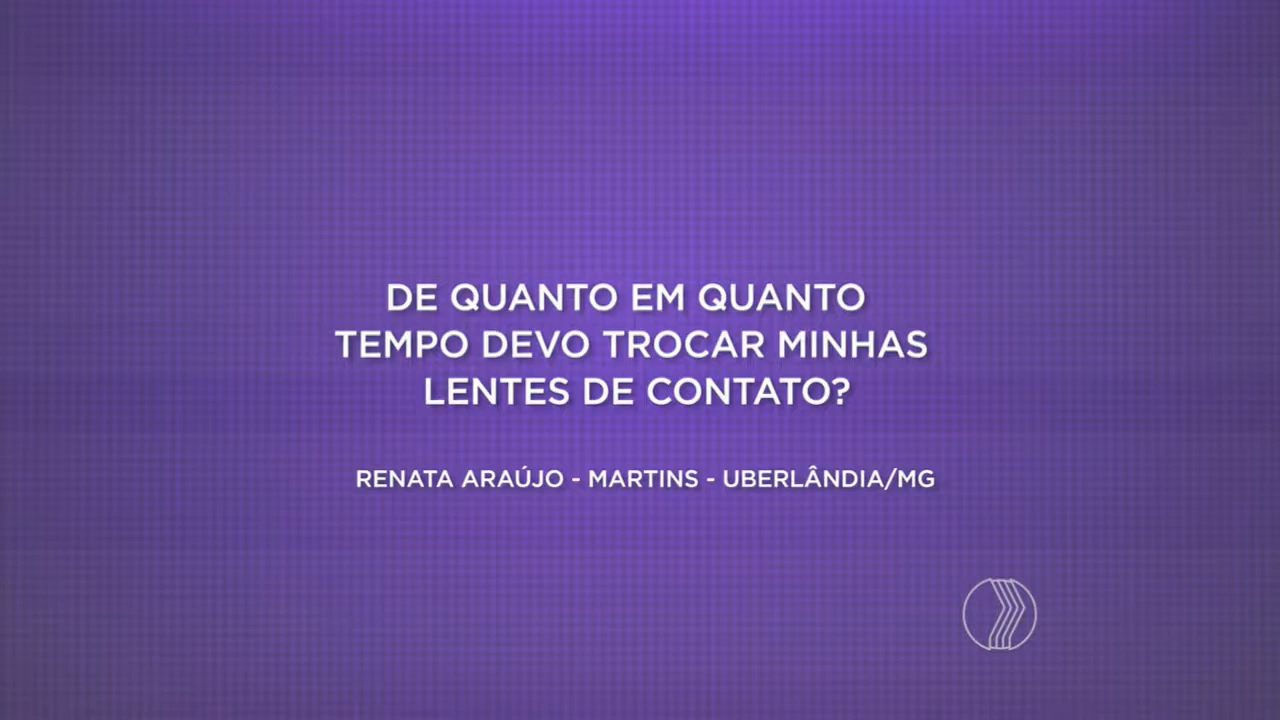 DE QUANTO EM QUANTO
TEMPO DEVO TROCAR MINHAS
LENTES DE CONTATO?
RENATA ARAÚJO - MARTINS - UBERLÂNDIA/MG